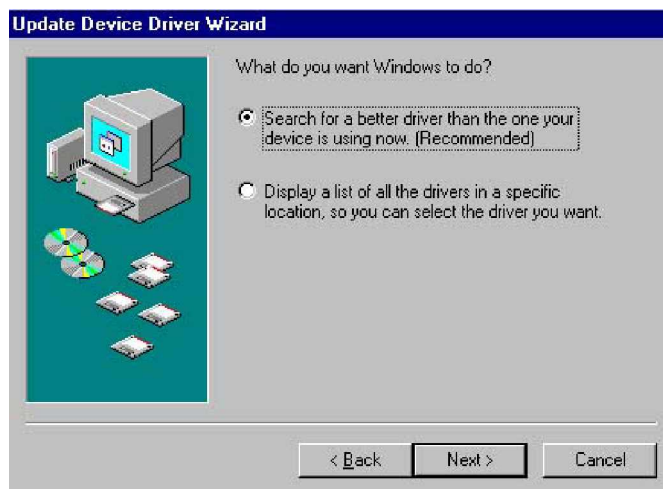 Update Device Driver Wizard
What do you want Windows to do?
Search for a better driver than the one your
device is using now. (Recommended)
Display a list of all the drivers in a specific
location, so you can select the driver you want.
< Back
Next >
Cancel